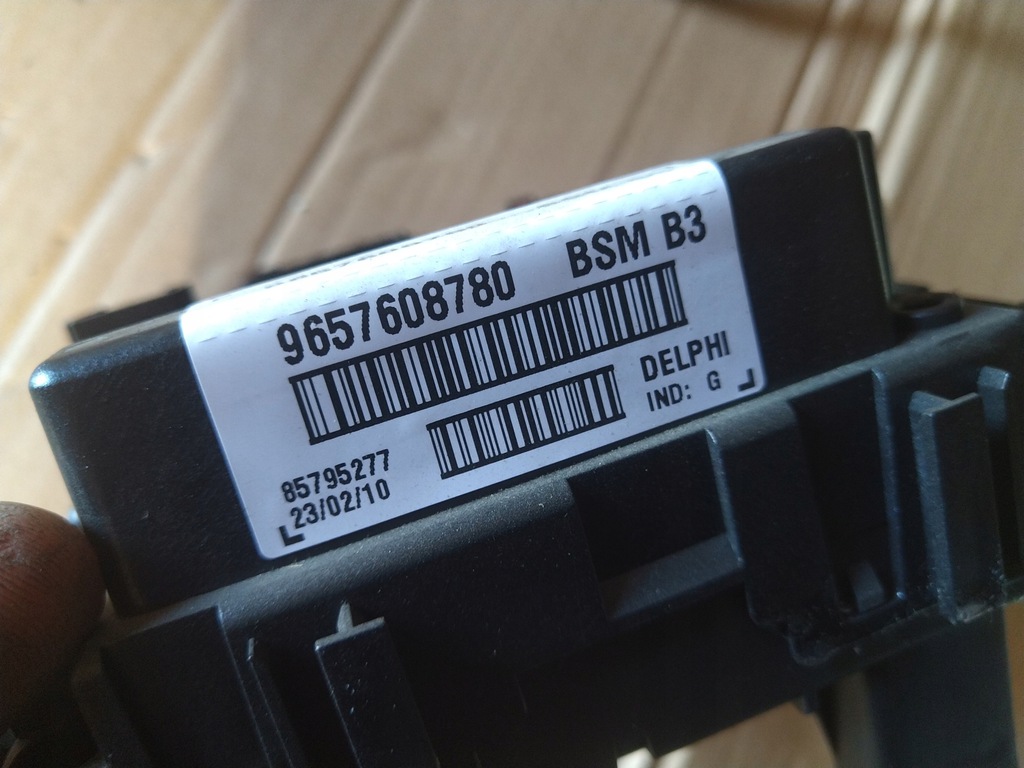 9657608780 BSM B3
DELPHI
IND: G
85795277
23/02/10